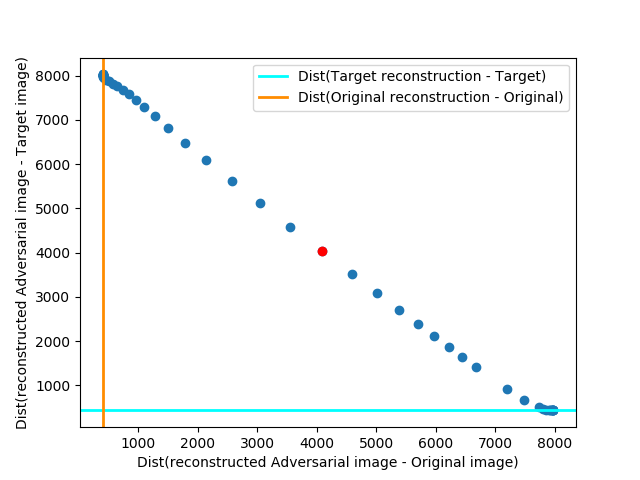 Dist(Target reconstruction - Target)
Dist(Original reconstruction - Original)
Dist(reconstructed Adversarial image - Target image)
8000
7000
6000
5000
4000
3000
2000
1000
1000 2000 3000 4000 5000 6000 7000 8000
Dist(reconstructed Adversarial image - Original image)